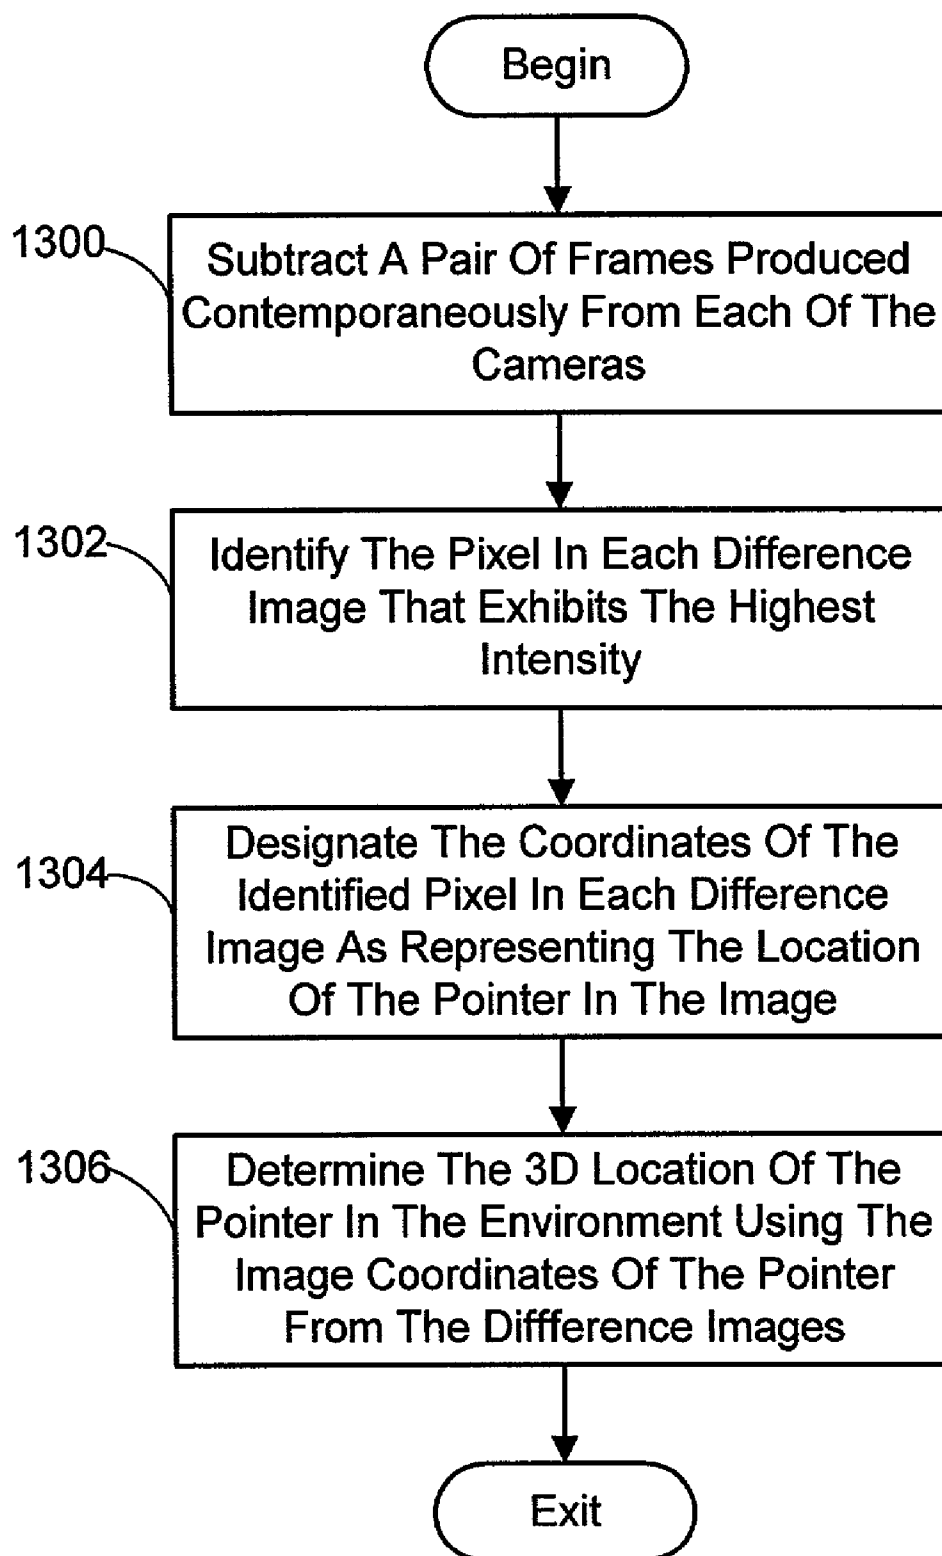 Begin
1300
Subtract A Pair Of Frames Produced
Contemporaneously From Each Of The
Cameras
1302
Identify The Pixel In Each Difference
Image That Exhibits The Highest
Intensity
1304
Designate The Coordinates Of The
Identified Pixel In Each Difference
Image As Representing The Location
Of The Pointer In The Image
1306
Determine The 3D Location Of The
Pointer In The Environment Using The
Image Coordinates Of The Pointer
From The Diffference Images
Exit